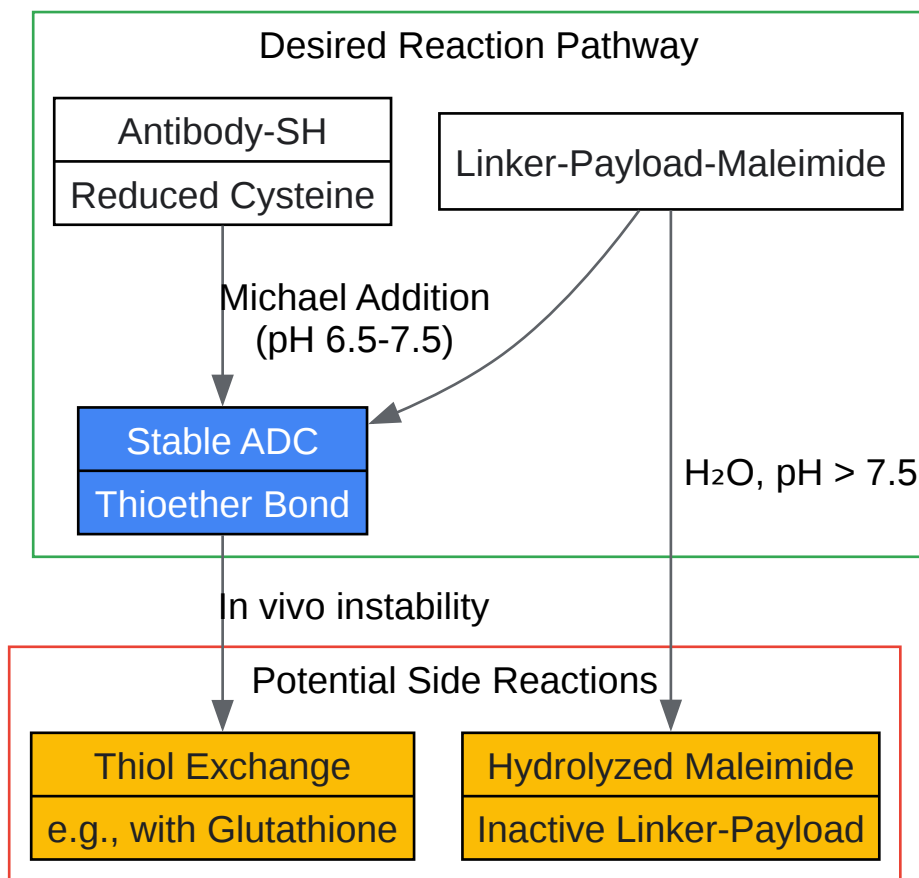 Desired Reaction Pathway
Antibody-SH
Reduced Cysteine
Linker-Payload-Maleimide
Michael Addition
(pH 6.5-7.5)
Stable ADC
Thioether Bond
H₂O, pH > 7.5
In vivo instability
Potential Side Reactions
Thiol Exchange
e.g., with Glutathione
Hydrolyzed Maleimide
Inactive Linker-Payload